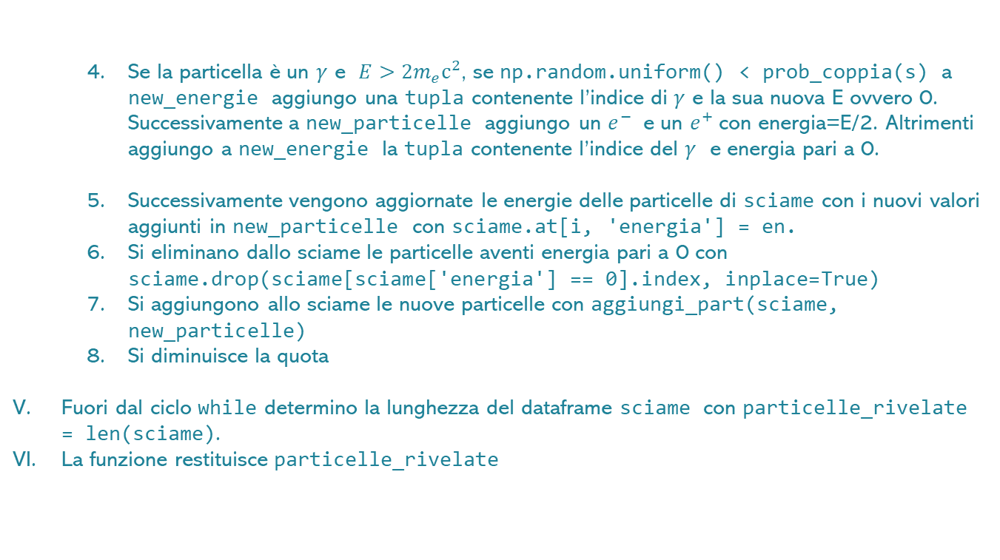 4. Se la particella è un γ e E > 2mₑc², se np.random.uniform() < prob_coppia(s) a
new_energie aggiungo una tupla contenente l’indice di γ e la sua nuova E ovvero 0.
Successivamente a new_particelle aggiungo un e⁻ e un e⁺ con energia=E/2. Altrimenti
aggiungo a new_energie la tupla contenente l’indice del γ e energia pari a 0.
5. Successivamente vengono aggiornate le energie delle particelle di sciame con i nuovi valori
aggiunti in new_particelle con sciame.at[i, 'energia'] = en.
6. Si eliminano dallo sciame le particelle aventi energia pari a 0 con
sciame.drop(sciame[sciame['energia'] == 0].index, inplace=True)
7. Si aggiungono allo sciame le nuove particelle con aggiungi_part(sciame,
new_particelle)
8. Si diminuisce la quota
V. Fuori dal ciclo while determino la lunghezza del dataframe sciame con particelle_rivelate
= len(sciame).
VI. La funzione restituisce particelle_rivelate